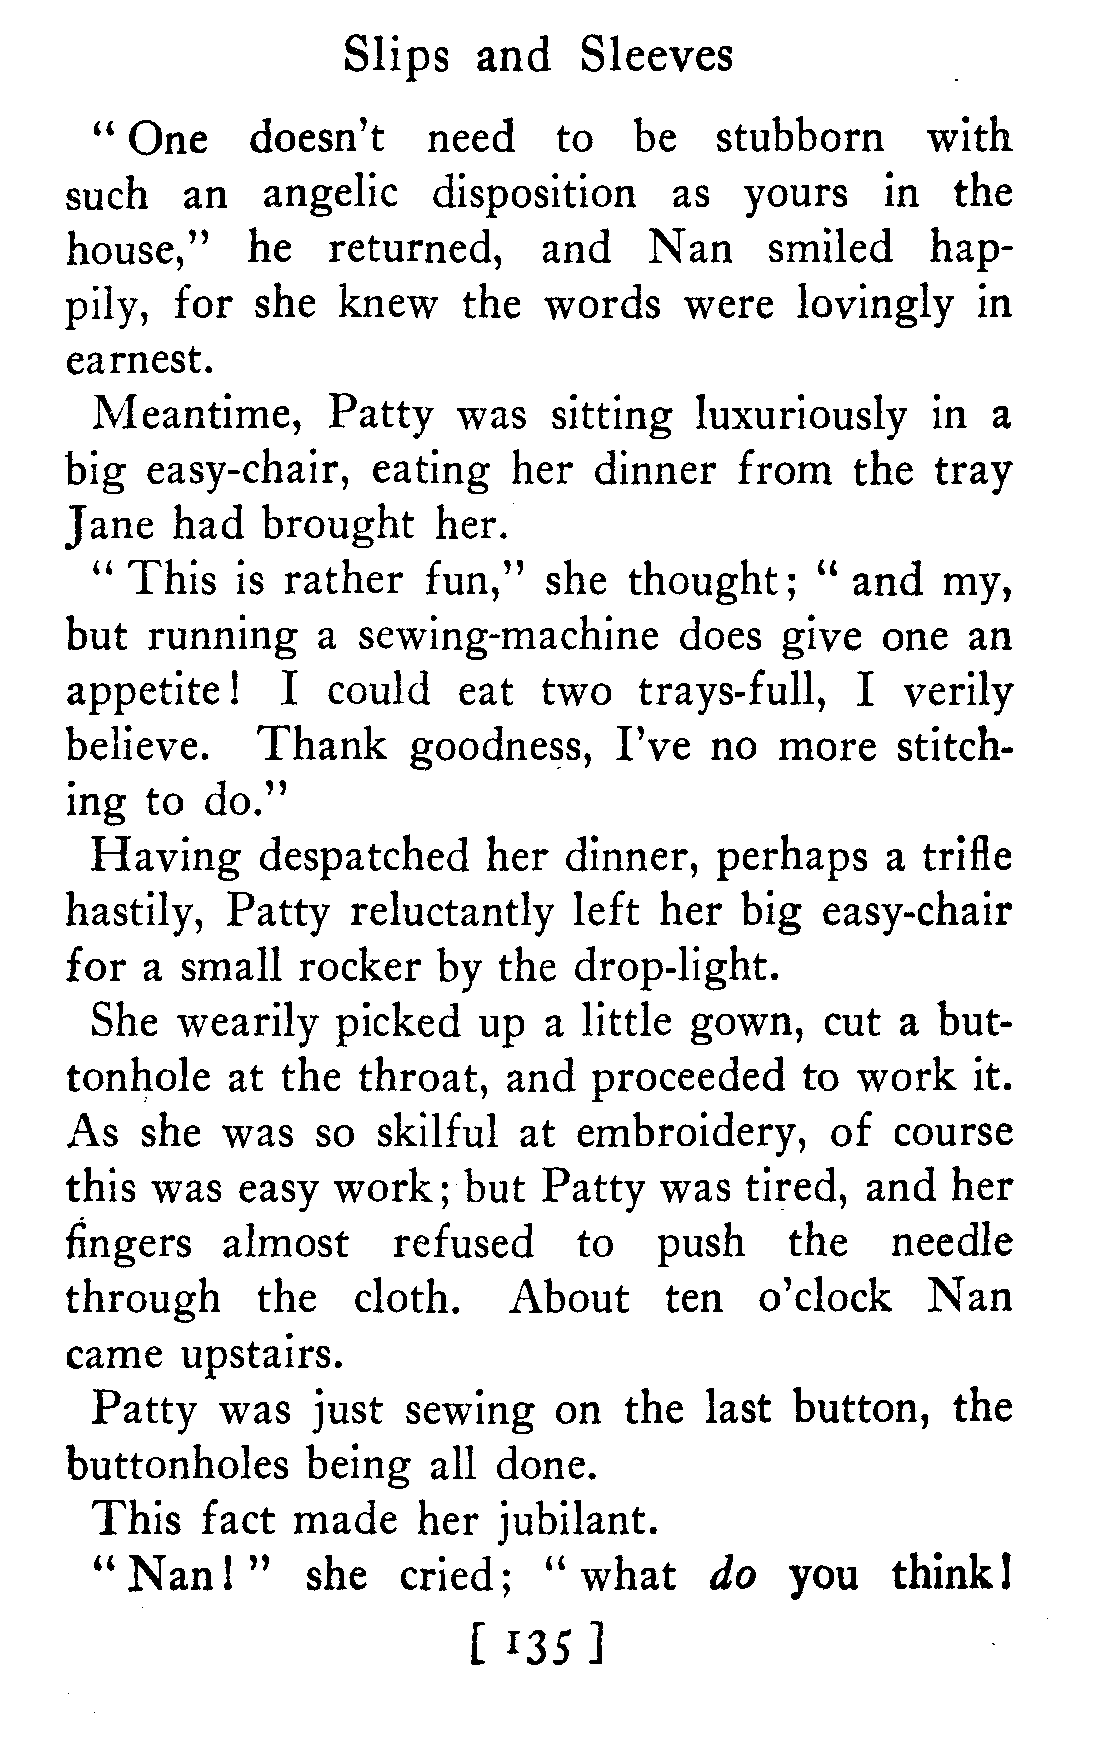 Slips and Sleeves
“ One doesn’t need to be stubborn with
such an angelic disposition as yours in the
house,” he returned, and Nan smiled hap-
pily, for she knew the words were lovingly in
earnest.
Meantime, Patty was sitting luxuriously in a
big easy-chair, eating her dinner from the tray
Jane had brought her.
“ This is rather fun,” she thought; “ and my,
but running a sewing-machine does give one an
appetite! I could eat two trays-full, I verily
believe. Thank goodness, I’ve no more stitch-
ing to do.”
Having despatched her dinner, perhaps a trifle
hastily, Patty reluctantly left her big easy-chair
for a small rocker by the drop-light.
She wearily picked up a little gown, cut a but-
tonhole at the throat, and proceeded to work it.
As she was so skilful at embroidery, of course
this was easy work; but Patty was tired, and her
fingers almost refused to push the needle
through the cloth. About ten o’clock Nan
came upstairs.
Patty was just sewing on the last button, the
buttonholes being all done.
This fact made her jubilant.
“ Nan! ” she cried; “ what do you think!
[ 135 ]